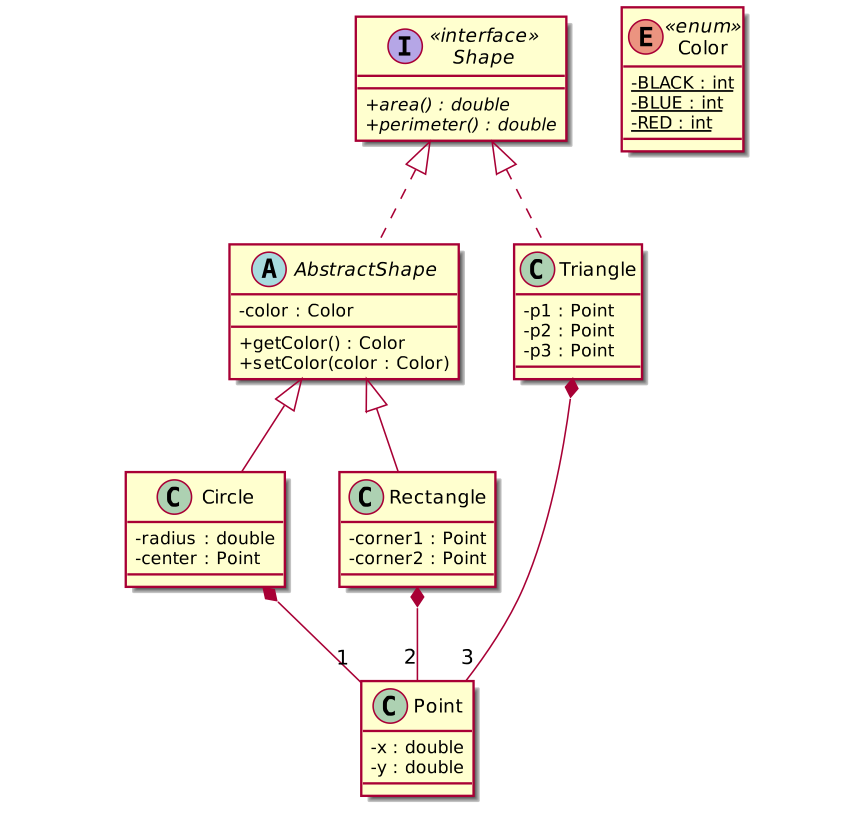 I
«interface»
Shape
+area() : double
+perimeter() : double
E
«enum»
Color
-BLACK : int
-BLUE : int
-RED : int
A AbstractShape
-color : Color
+getColor() : Color
+setColor(color : Color)
C Triangle
-p1 : Point
-p2 : Point
-p3 : Point
C Circle
-radius : double
-center : Point
C Rectangle
-corner1 : Point
-corner2 : Point
1
2
3
C Point
-x : double
-y : double